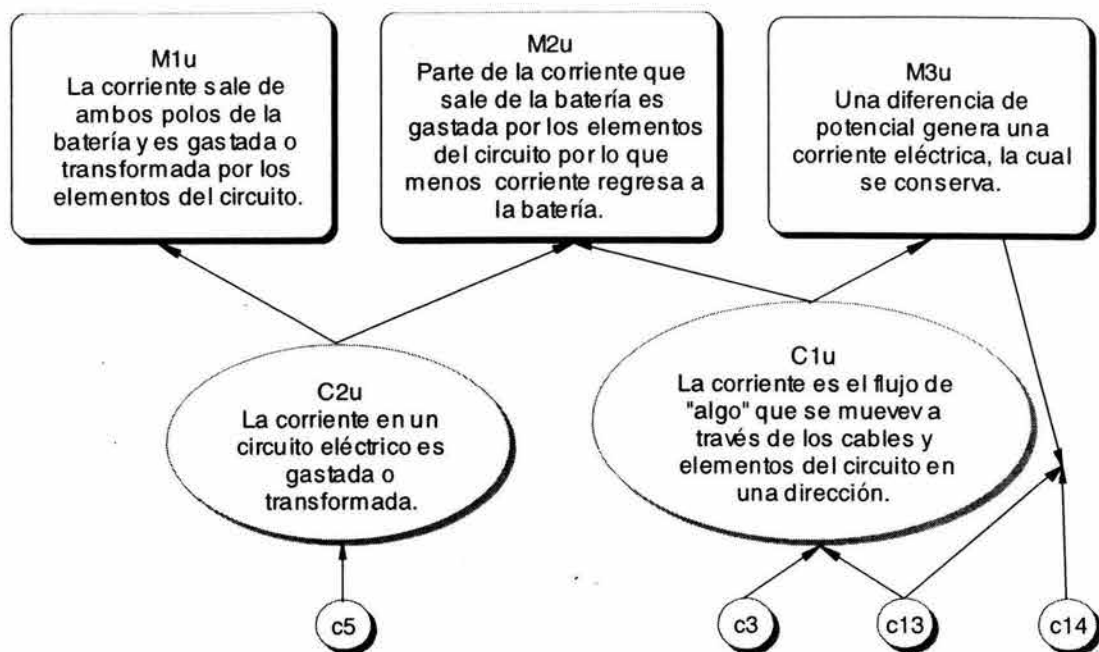 M1u
La corriente sale de
ambos polos de la
batería y es gastada o
transformada por los
elementos del circuito.
M2u
Parte de la corriente que
sale de la batería es
gastada por los elementos
del circuito por lo que
menos corriente regresa a
la batería.
M3u
Una diferencia de
potencial genera una
corriente eléctrica, la cual
se conserva.
C2u
La corriente en un
circuito eléctrico es
gastada o
transformada.
C1u
La corriente es el flujo de
"algo" que se muevev a
través de los cables y
elementos del circuito en
una dirección.
c5
c3
c13
c14